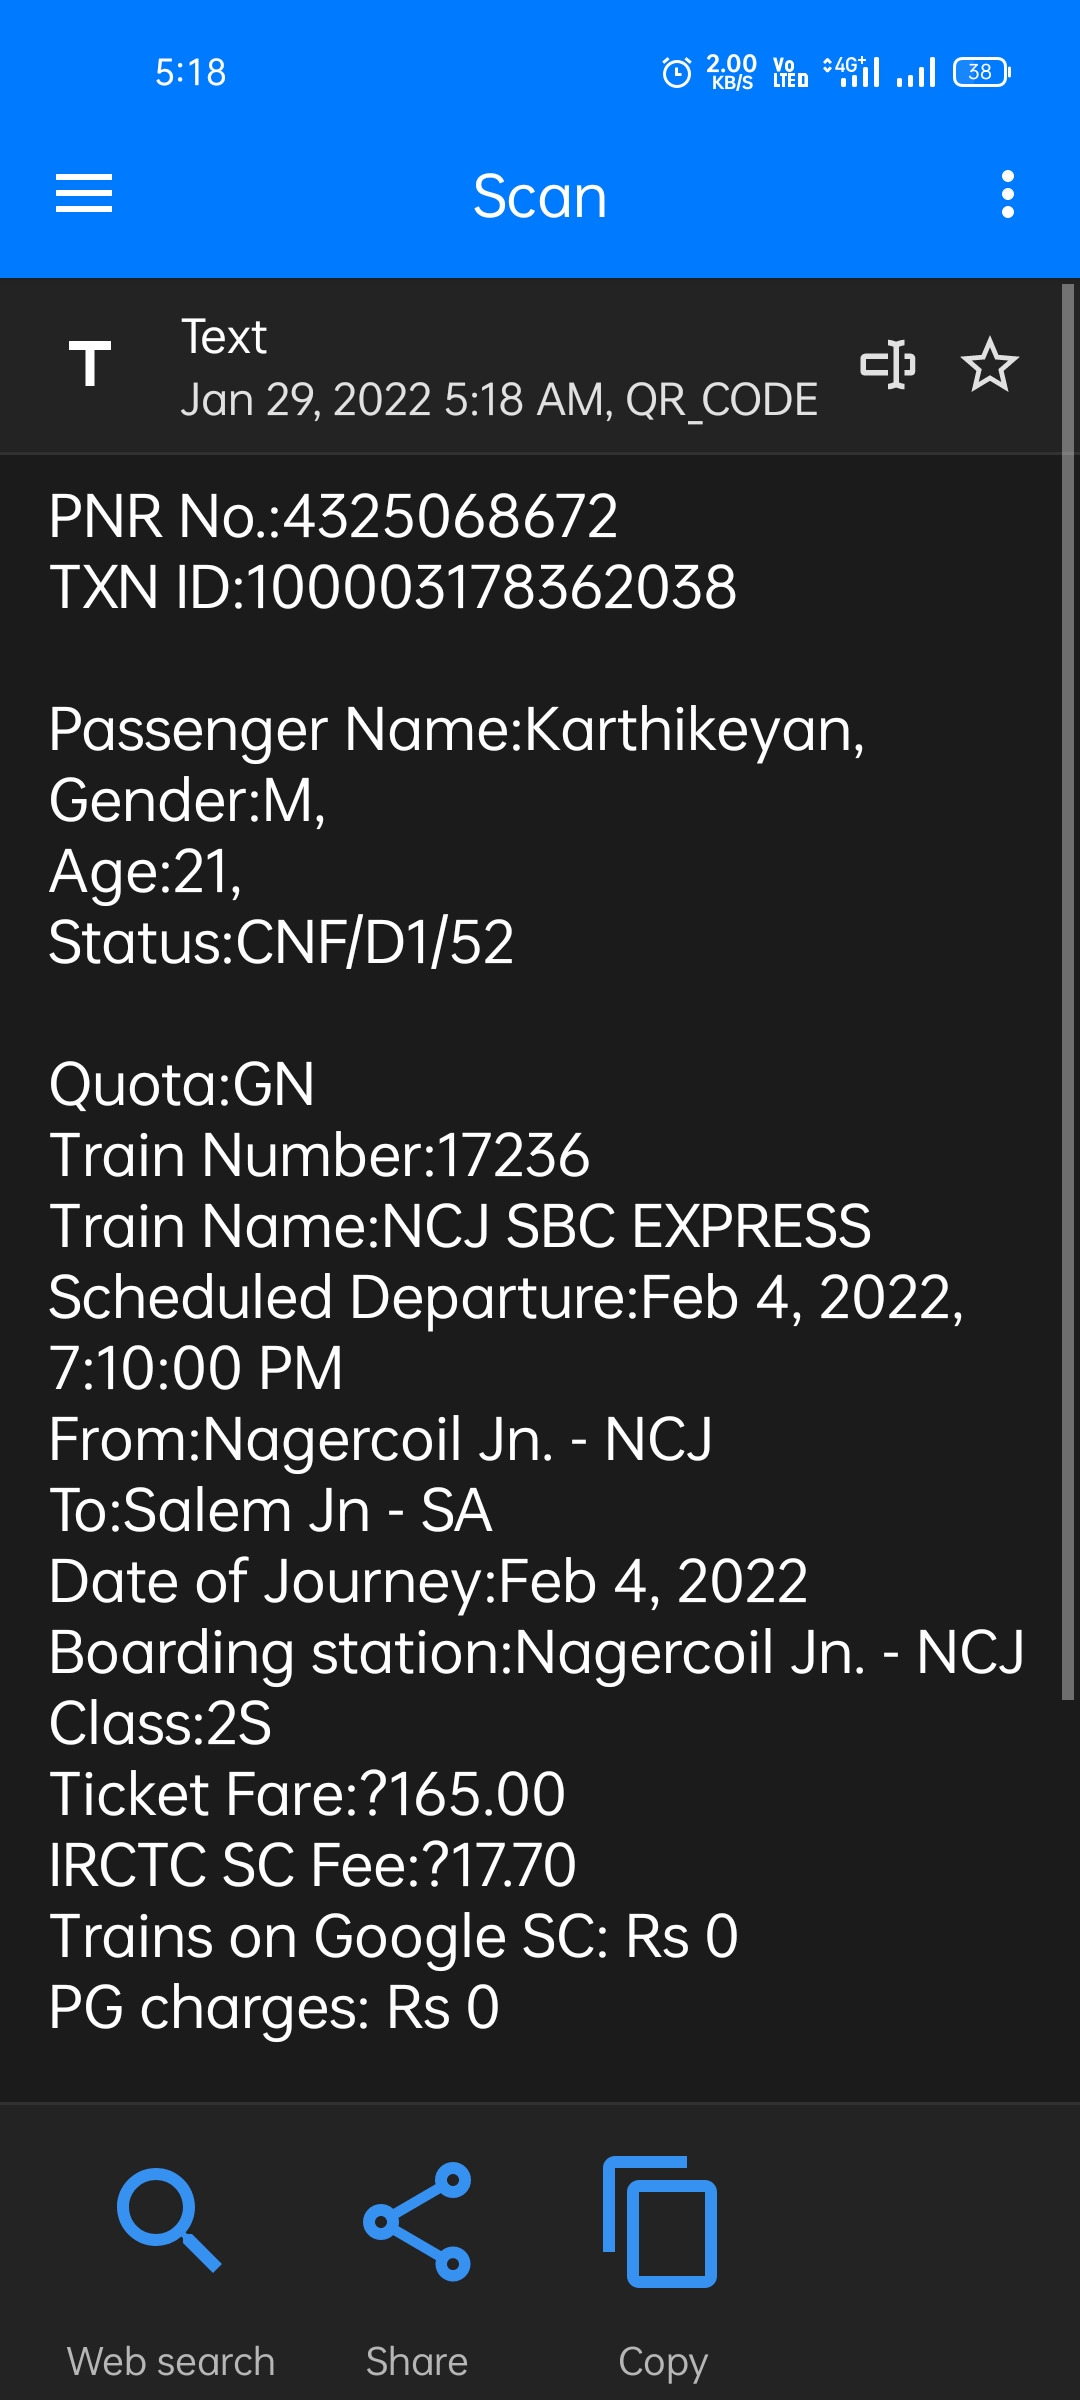 5:18
2.00 KB/S Vo LTE 4G+ 38
Scan
Text
Jan 29, 2022 5:18 AM, QR_CODE
PNR No.:4325068672
TXN ID:100003178362038
Passenger Name:Karthikeyan,
Gender:M,
Age:21,
Status:CNF/D1/52
Quota:GN
Train Number:17236
Train Name:NCJ SBC EXPRESS
Scheduled Departure:Feb 4, 2022,
7:10:00 PM
From:Nagercoil Jn. - NCJ
To:Salem Jn - SA
Date of Journey:Feb 4, 2022
Boarding station:Nagercoil Jn. - NCJ
Class:2S
Ticket Fare:?165.00
IRCTC SC Fee:?17.70
Trains on Google SC: Rs 0
PG charges: Rs 0
Web search Share Copy